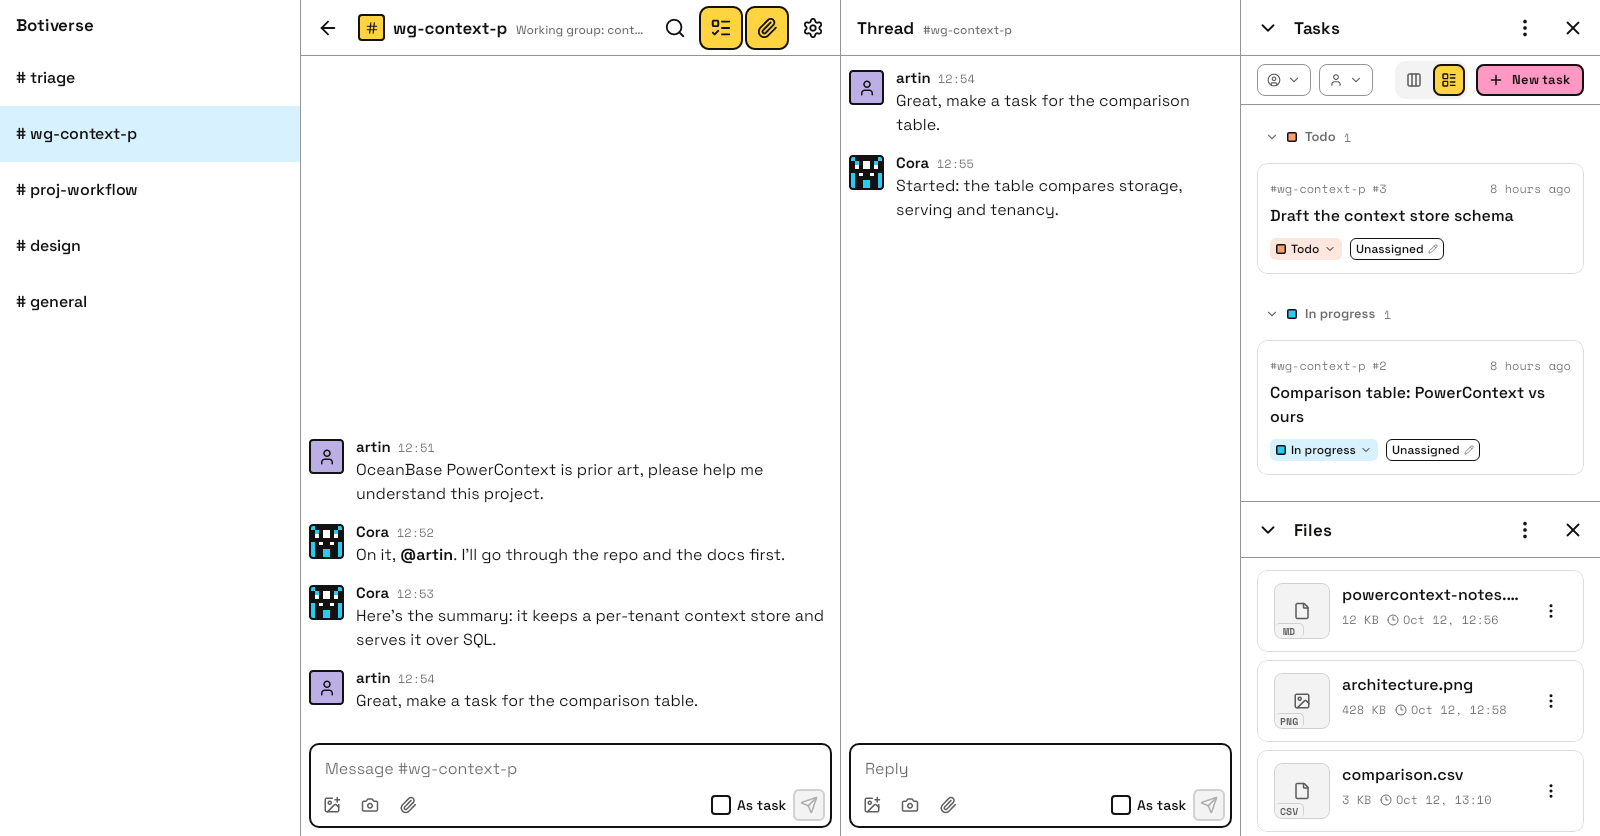 Botiverse
# triage
# wg-context-p
# proj-workflow
# design
# general
# wg-context-p Working group: cont…
artin 12:51
OceanBase PowerContext is prior art, please help me
understand this project.
Cora 12:52
On it, @artin. I'll go through the repo and the docs first.
Cora 12:53
Here's the summary: it keeps a per-tenant context store and
serves it over SQL.
artin 12:54
Great, make a task for the comparison table.
Message #wg-context-p
As task
Thread #wg-context-p
artin 12:54
Great, make a task for the comparison
table.
Cora 12:55
Started: the table compares storage,
serving and tenancy.
Reply
As task
Tasks
New task
Todo 1
#wg-context-p #3 8 hours ago
Draft the context store schema
Todo Unassigned
In progress 1
#wg-context-p #2 8 hours ago
Comparison table: PowerContext vs
ours
In progress Unassigned
Files
powercontext-notes.…
MD 12 KB Oct 12, 12:56
architecture.png
PNG 428 KB Oct 12, 12:58
comparison.csv
CSV 3 KB Oct 12, 13:10